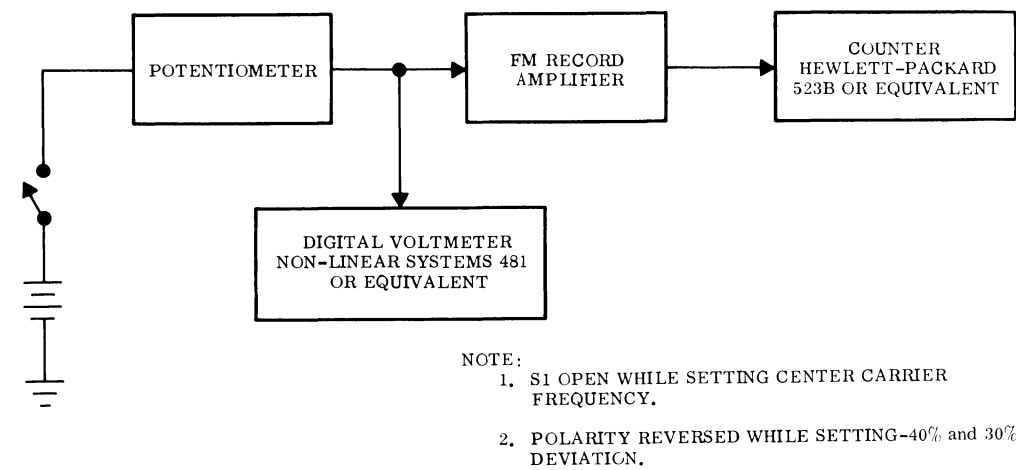 POTENTIOMETER
FM RECORD
AMPLIFIER
COUNTER
HEWLETT-PACKARD
523B OR EQUIVALENT
DIGITAL VOLTMETER
NON-LINEAR SYSTEMS 481
OR EQUIVALENT
NOTE:
1. S1 OPEN WHILE SETTING CENTER CARRIER
FREQUENCY.
2. POLARITY REVERSED WHILE SETTING-40% and 30%
DEVIATION.